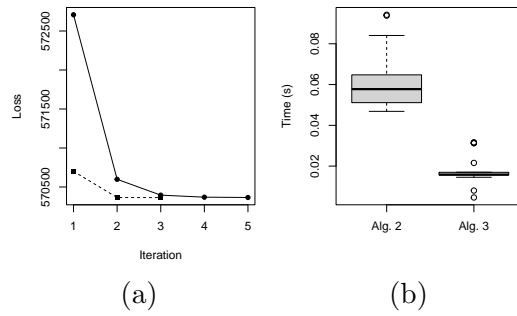 Loss
572500
571500
570500
1 2 3 4 5
Iteration
(a)
Time (s)
0.08
0.06
0.04
0.02
Alg. 2 Alg. 3
(b)